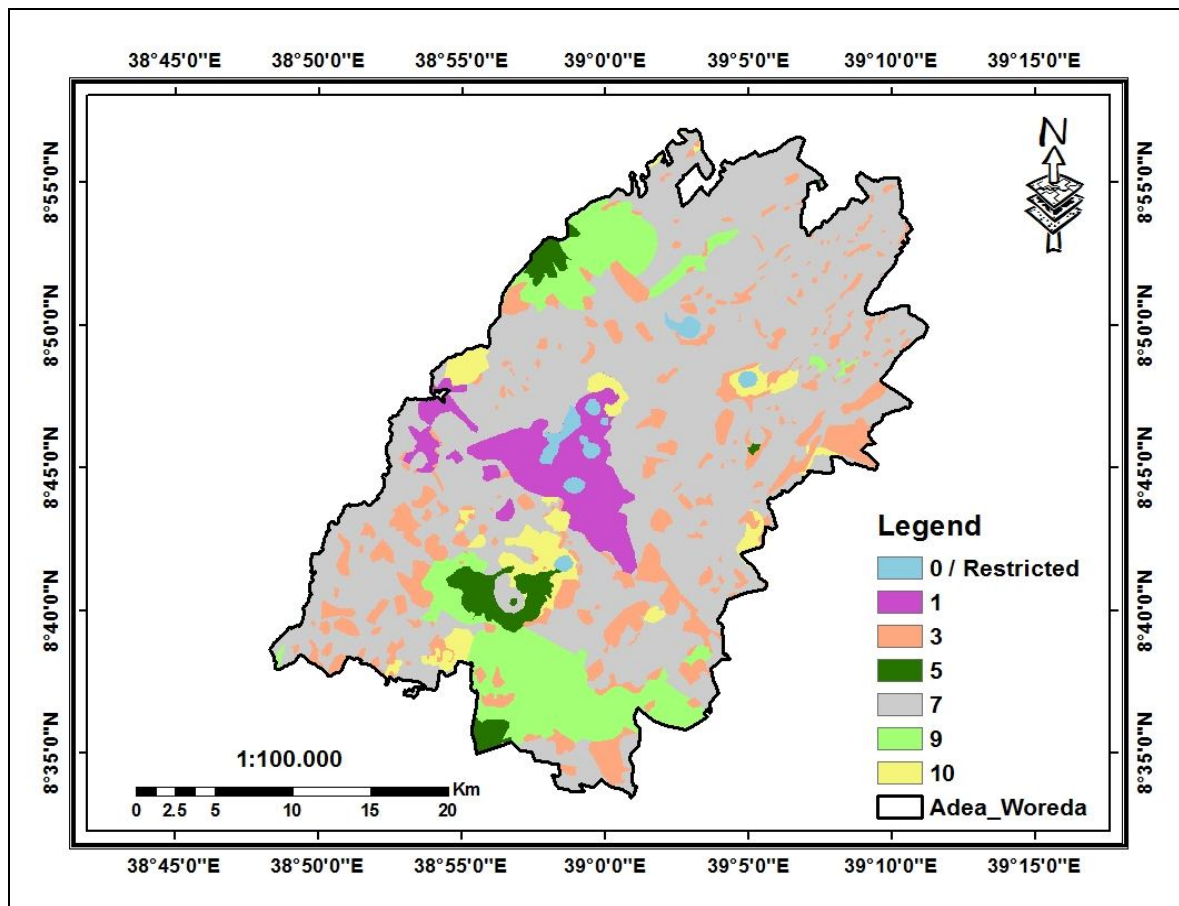 38°45'0"E 38°50'0"E 38°55'0"E 39°0'0"E 39°5'0"E 39°10'0"E 39°15'0"E
N
8°55'0"N 8°55'0"N
8°50'0"N 8°50'0"N
8°45'0"N 8°45'0"N
8°40'0"N 8°40'0"N
8°35'0"N 8°35'0"N
Legend
0 / Restricted
1
3
5
7
9
10
Adea_Woreda
1:100.000
Km
0 2.5 5 10 15 20
38°45'0"E 38°50'0"E 38°55'0"E 39°0'0"E 39°5'0"E 39°10'0"E 39°15'0"E